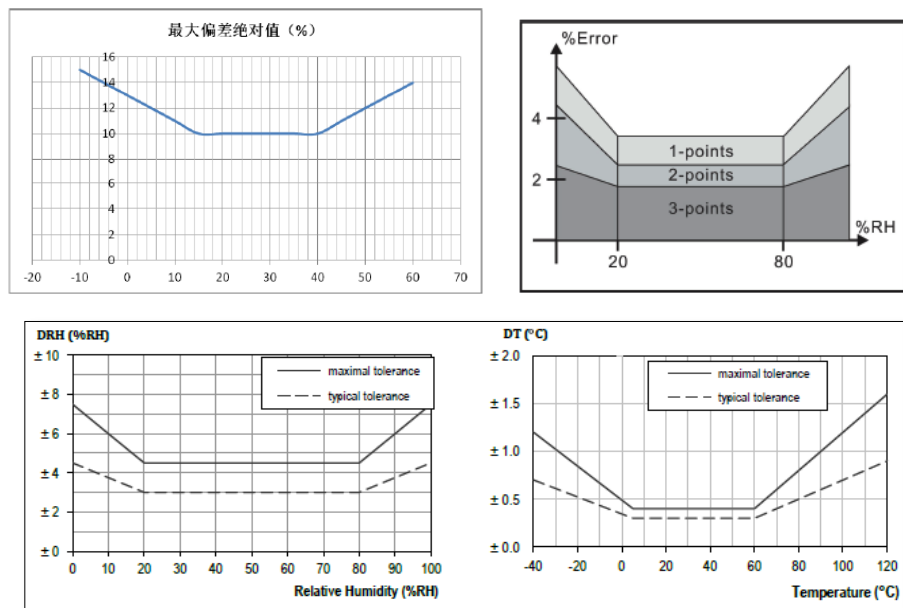 最大偏差绝对值（%）
16
14
12
10
8
6
4
2
0
-20 -10 0 10 20 30 40 50 60 70
%Error
4
2
1-points
2-points
3-points
%RH
20 80
DRH (%RH)
± 10
± 8
± 6
± 4
± 2
± 0
maximal tolerance
typical tolerance
0 10 20 30 40 50 60 70 80 90 100
Relative Humidity (%RH)
DT (°C)
± 2.0
± 1.5
± 1.0
± 0.5
± 0.0
maximal tolerance
typical tolerance
-40 -20 0 20 40 60 80 100 120
Temperature (°C)